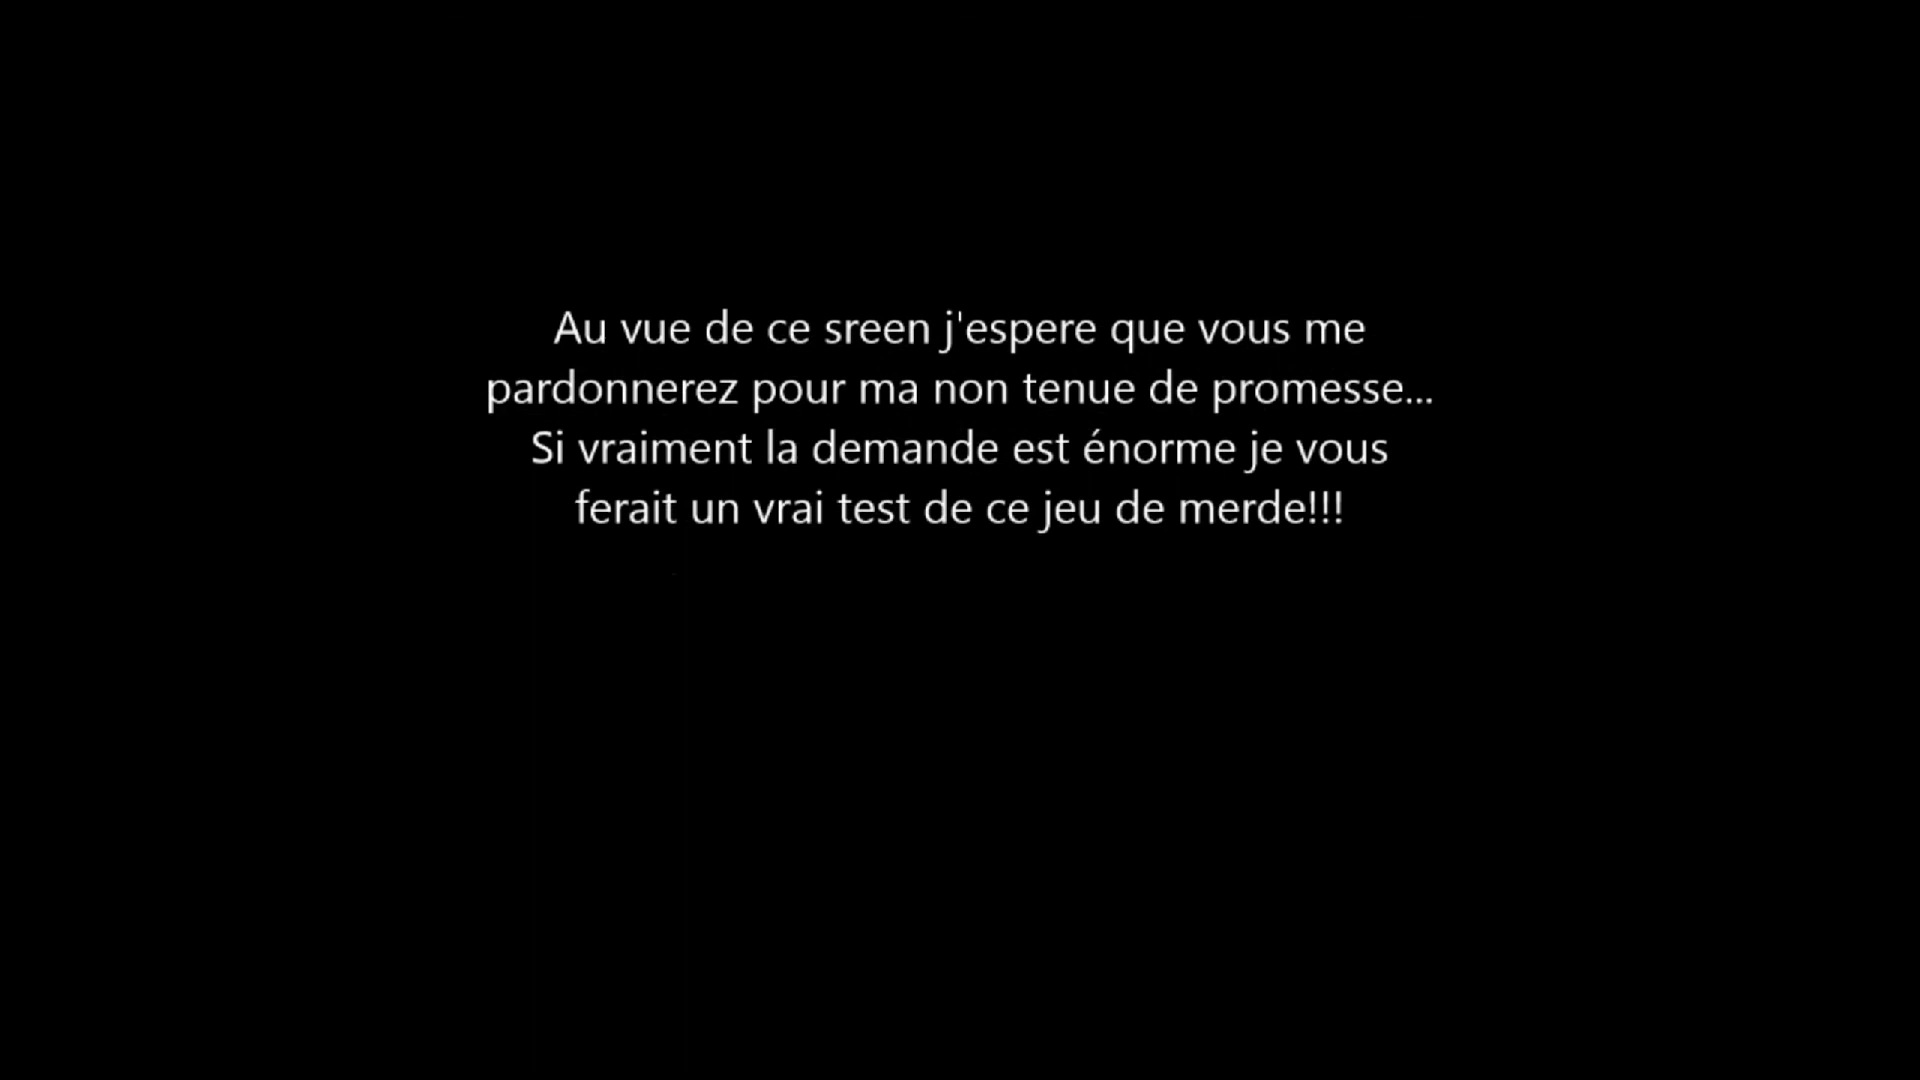 Au vue de ce sreen j'espere que vous me
pardonnerez pour ma non tenue de promesse...
Si vraiment la demande est énorme je vous
ferait un vrai test de ce jeu de merde!!!